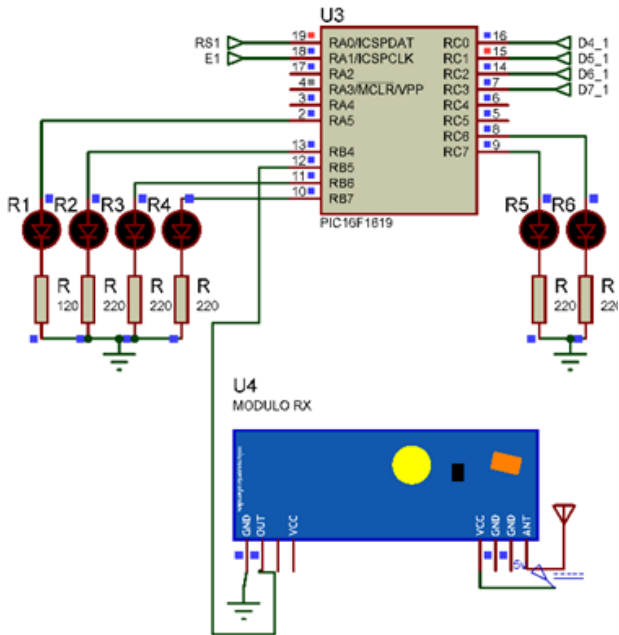 U3
RS1 19 RA0/ICSPDAT RC0 16 D4_1
E1 18 RA1/ICSPCLK RC1 15 D5_1
17 RA2 RC2 14 D6_1
4 RA3/MCLR/VPP RC3 7 D7_1
3 RA4 RC4 6
2 RA5 RC5 5
RC6 8
13 RB4 RC7 9
12 RB5
11 RB6
10 RB7
PIC16F1619
R1 R2 R3 R4 R5 R6
R R R R R R
120 220 220 220 220 220
U4
MODULO RX
GND OUT VCC VCC GND GND ANT